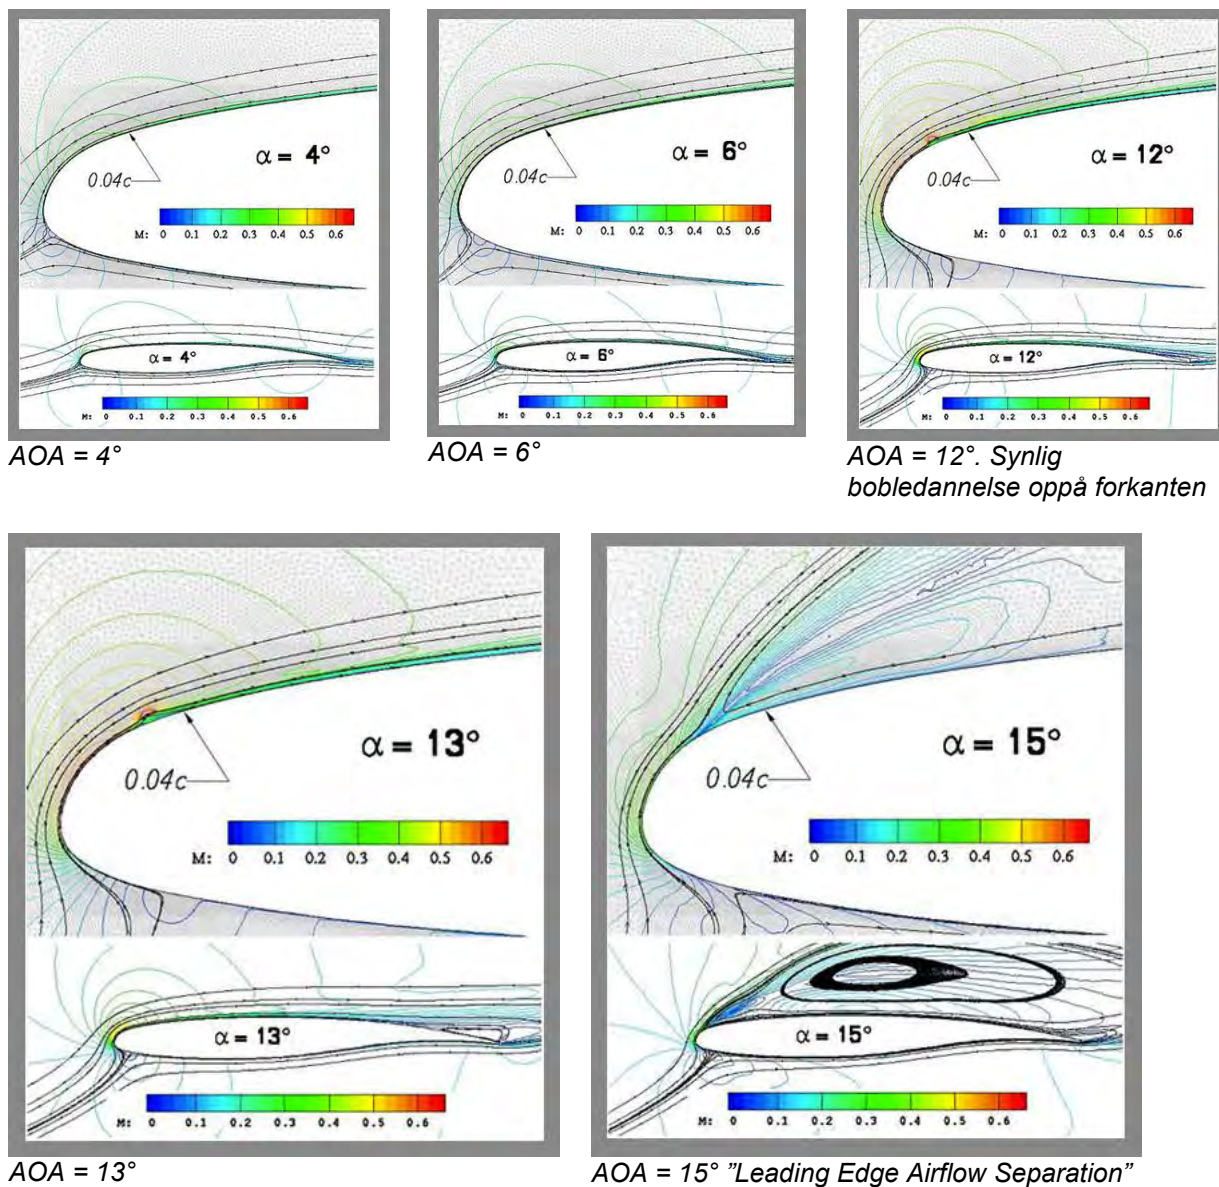 α = 4°
0.04c
M: 0 0.1 0.2 0.3 0.4 0.5 0.6
α = 4°
M: 0 0.1 0.2 0.3 0.4 0.5 0.6
AOA = 4°
α = 6°
0.04c
M: 0 0.1 0.2 0.3 0.4 0.5 0.6
α = 6°
M: 0 0.1 0.2 0.3 0.4 0.5 0.6
AOA = 6°
α = 12°
0.04c
M: 0 0.1 0.2 0.3 0.4 0.5 0.6
α = 12°
M: 0 0.1 0.2 0.3 0.4 0.5 0.6
AOA = 12°. Synlig
bobledannelse oppå forkanten
α = 13°
0.04c
M: 0 0.1 0.2 0.3 0.4 0.5 0.6
α = 13°
M: 0 0.1 0.2 0.3 0.4 0.5 0.6
AOA = 13°
α = 15°
0.04c
M: 0 0.1 0.2 0.3 0.4 0.5 0.6
α = 15°
M: 0 0.1 0.2 0.3 0.4 0.5 0.6
AOA = 15° ”Leading Edge Airflow Separation”